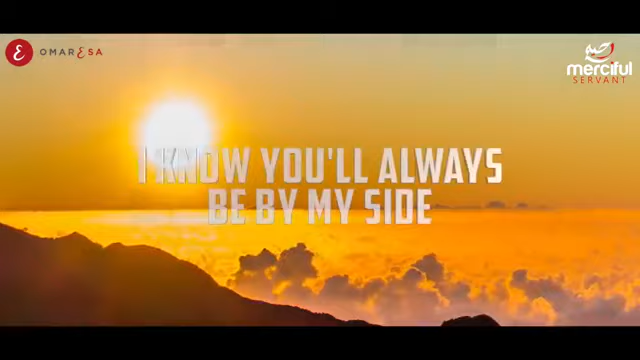 OMAR ESA
merciful
SERVANT
I KNOW YOU'LL ALWAYS
BE BY MY SIDE